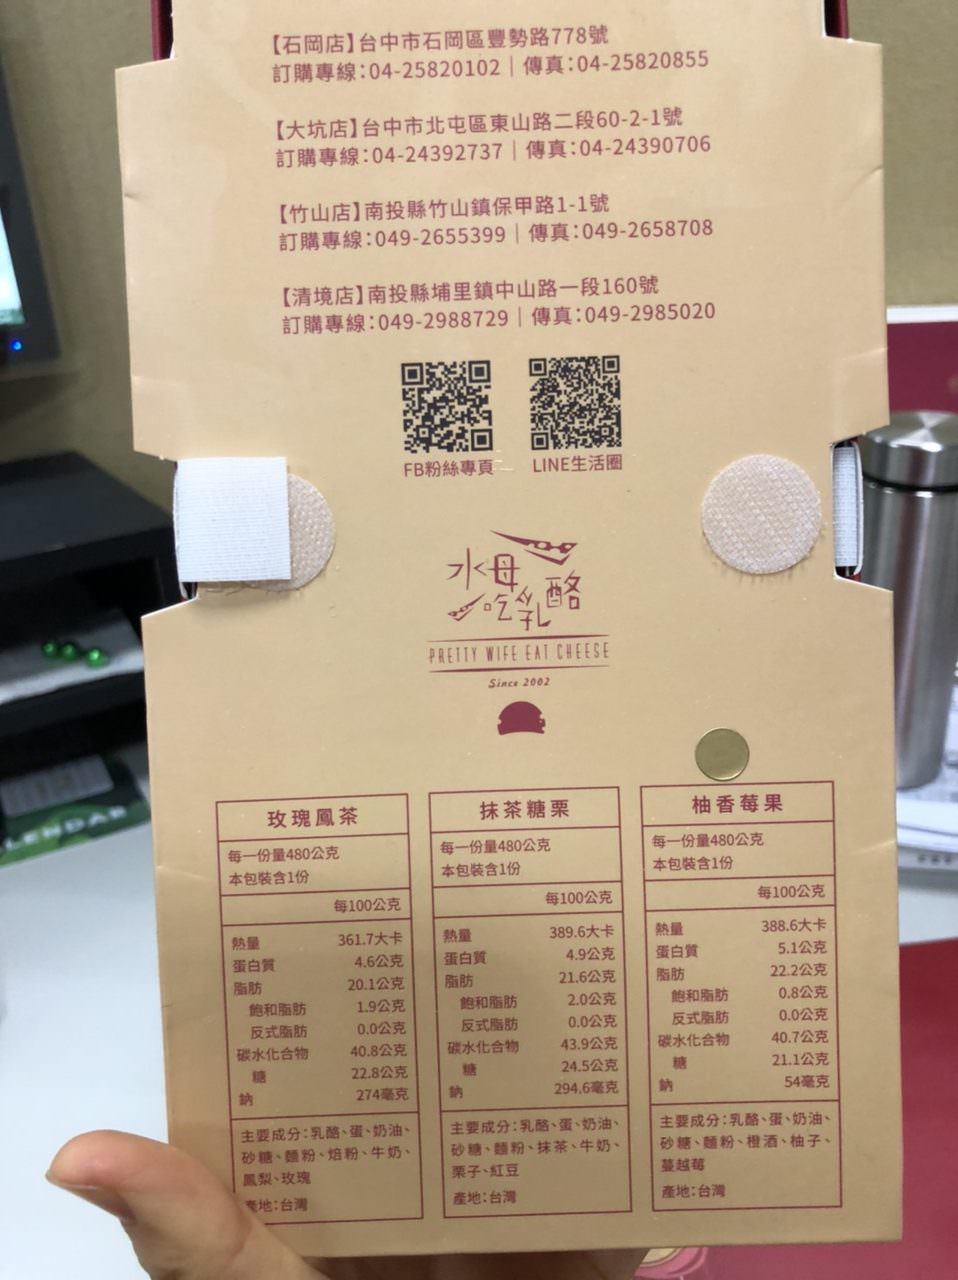 【石岡店】台中市石岡區豐勢路778號
訂購專線:04-25820102｜傳真:04-25820855
【大坑店】台中市北屯區東山路二段60-2-1號
訂購專線:04-24392737｜傳真:04-24390706
【竹山店】南投縣竹山鎮保甲路1-1號
訂購專線:049-2655399｜傳真:049-2658708
【清境店】南投縣埔里鎮中山路一段160號
訂購專線:049-2988729｜傳真:049-2985020
FB粉絲專頁
LINE生活圈
水母
吃乳酪
PRETTY WIFE EAT CHEESE
Since 2002
玫瑰鳳茶
每一份量480公克
本包裝含1份
每100公克
熱量 361.7大卡
蛋白質 4.6公克
脂肪 20.1公克
飽和脂肪 1.9公克
反式脂肪 0.0公克
碳水化合物 40.8公克
糖 22.8公克
鈉 274毫克
主要成分:乳酪、蛋、奶油、
砂糖、麵粉、焙粉、牛奶、
鳳梨、玫瑰
產地:台灣
抹茶糖栗
每一份量480公克
本包裝含1份
每100公克
熱量 389.6大卡
蛋白質 4.9公克
脂肪 21.6公克
飽和脂肪 2.0公克
反式脂肪 0.0公克
碳水化合物 43.9公克
糖 24.5公克
鈉 294.6毫克
主要成分:乳酪、蛋、奶油、
砂糖、麵粉、抹茶、牛奶、
栗子、紅豆
產地:台灣
柚香莓果
每一份量480公克
本包裝含1份
每100公克
熱量 388.6大卡
蛋白質 5.1公克
脂肪 22.2公克
飽和脂肪 0.8公克
反式脂肪 0.0公克
碳水化合物 40.7公克
糖 21.1公克
鈉 54毫克
主要成分:乳酪、蛋、奶油、
砂糖、麵粉、橙酒、柚子、
蔓越莓
產地:台灣
LENDAR